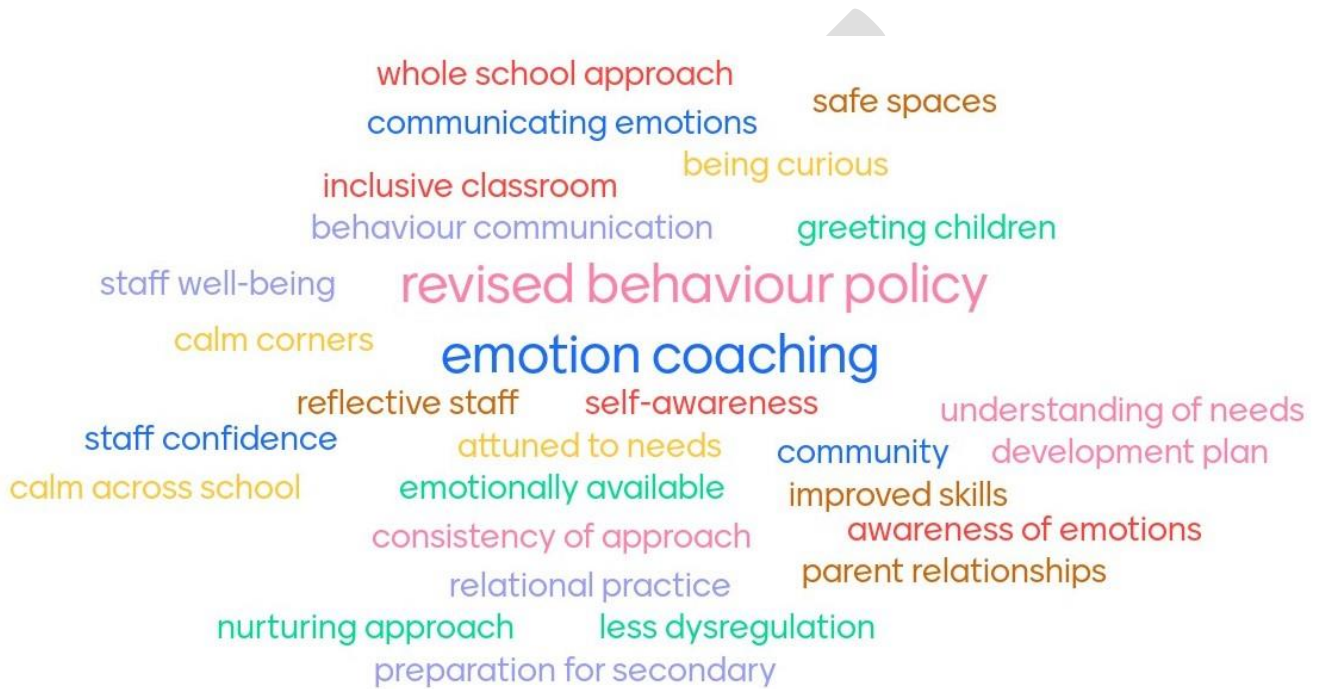 whole school approach
safe spaces
communicating emotions
being curious
inclusive classroom
behaviour communication
greeting children
staff well-being
revised behaviour policy
calm corners
emotion coaching
reflective staff
self-awareness
understanding of needs
staff confidence
attuned to needs
community
development plan
calm across school
emotionally available
improved skills
consistency of approach
awareness of emotions
relational practice
parent relationships
nurturing approach
less dysregulation
preparation for secondary